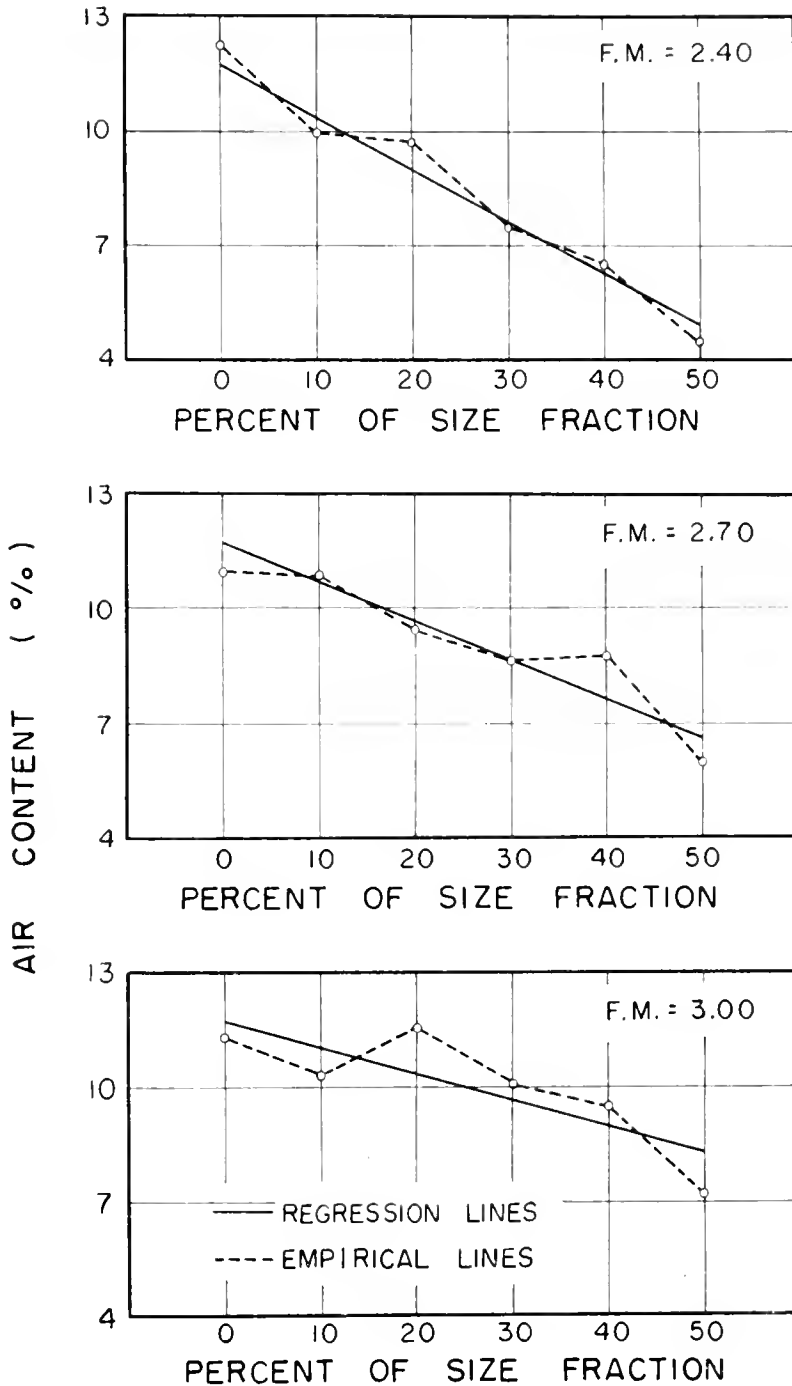 AIR CONTENT (%)
F.M. = 2.40
13
10
7
4
0 10 20 30 40 50
PERCENT OF SIZE FRACTION
F.M. = 2.70
13
10
7
4
0 10 20 30 40 50
PERCENT OF SIZE FRACTION
F.M. = 3.00
13
10
7
4
REGRESSION LINES
EMPIRICAL LINES
0 10 20 30 40 50
PERCENT OF SIZE FRACTION